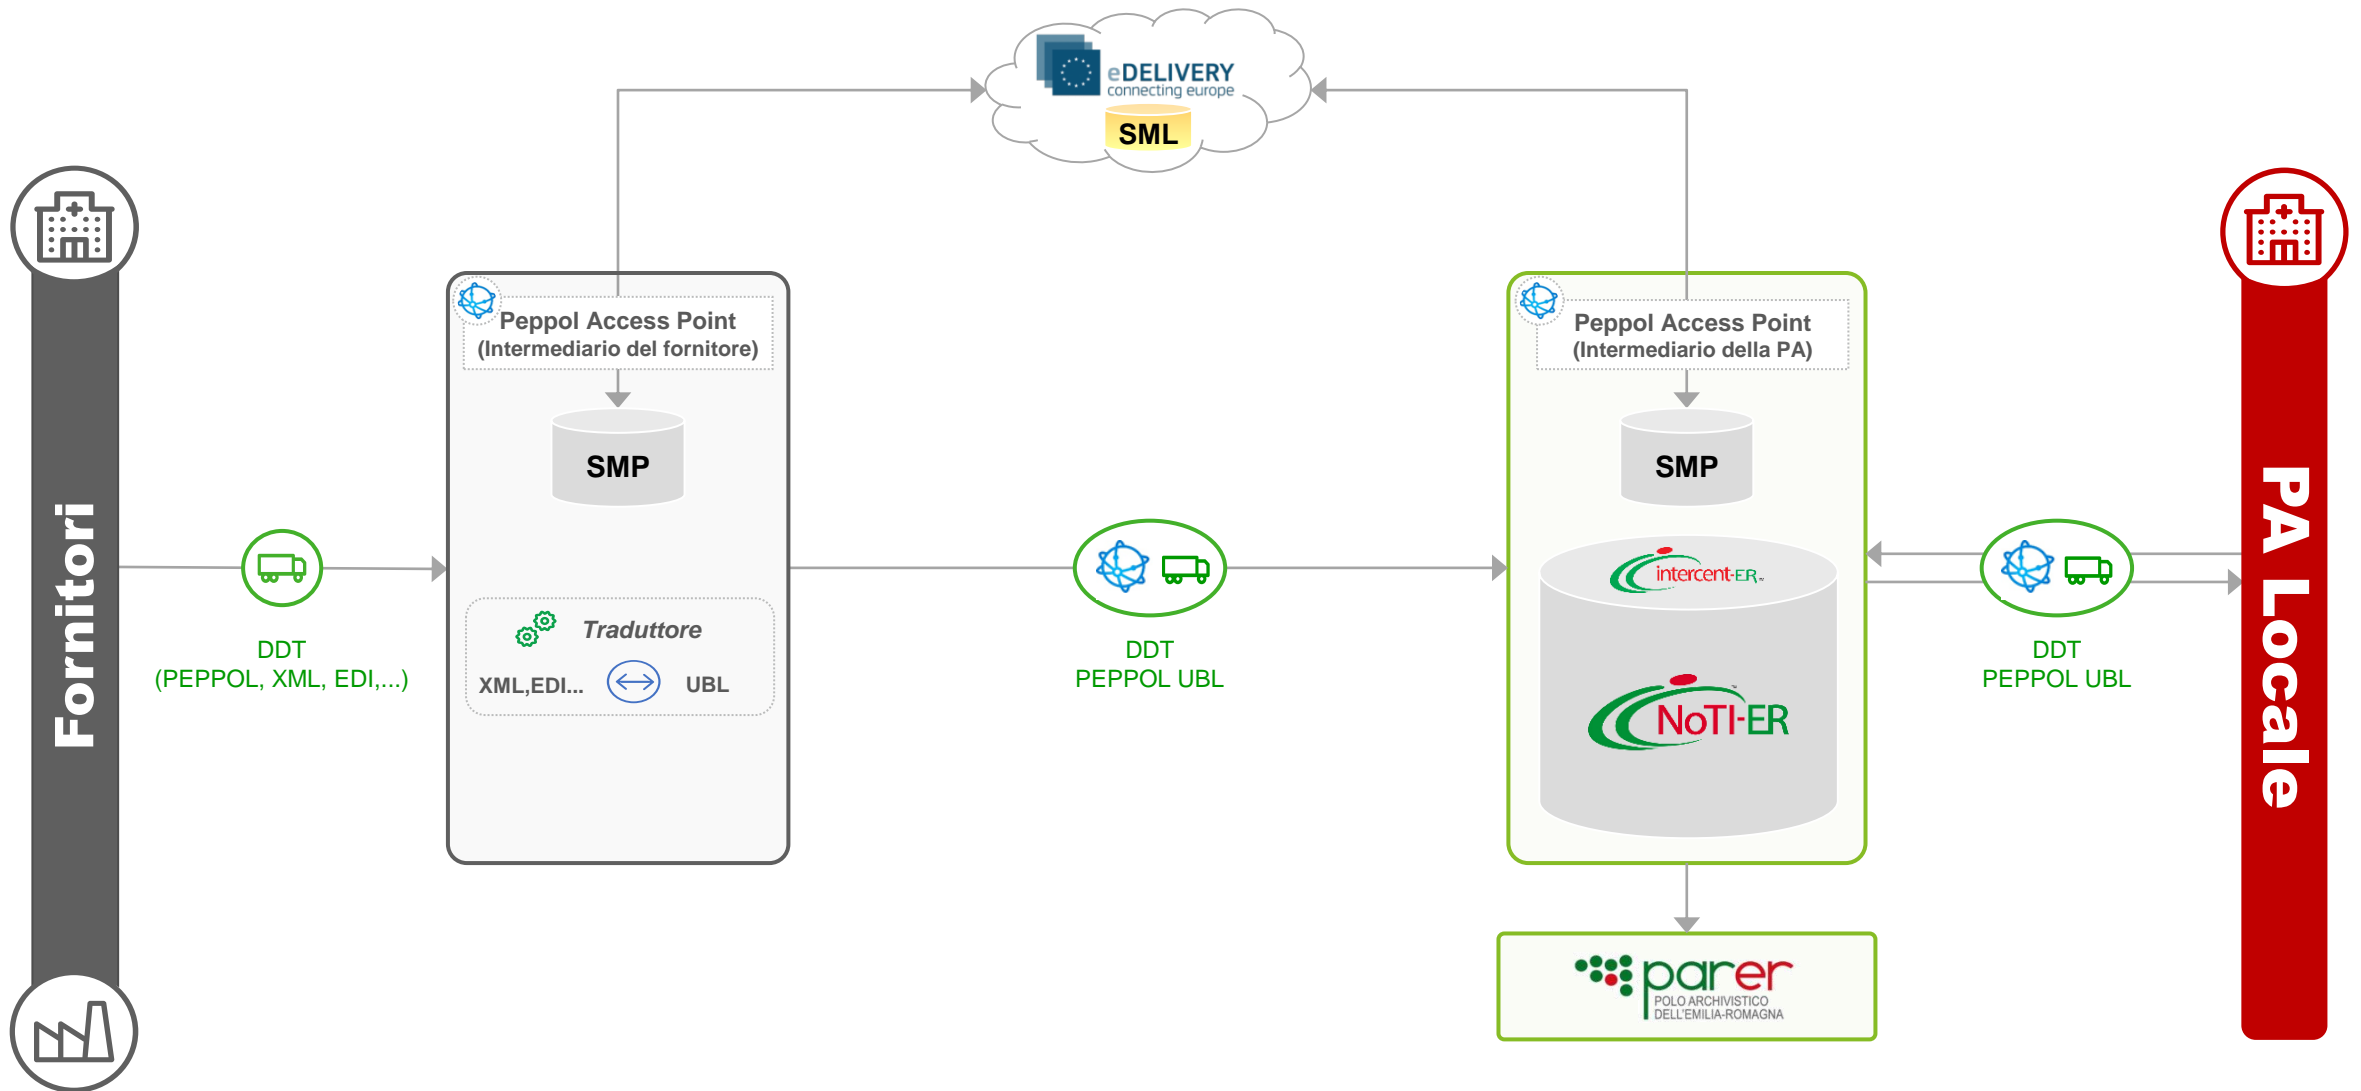 eDELIVERY
connecting europe
SML
Fornitori
DDT
(PEPPOL, XML, EDI,...)
Peppol Access Point
(Intermediario del fornitore)
SMP
Traduttore
XML,EDI...
UBL
DDT
PEPPOL UBL
Peppol Access Point
(Intermediario della PA)
SMP
intercent-ER
NoTI-ER
parer
POLO ARCHIVISTICO
DELL'EMILIA-ROMAGNA
DDT
PEPPOL UBL
PA Locale